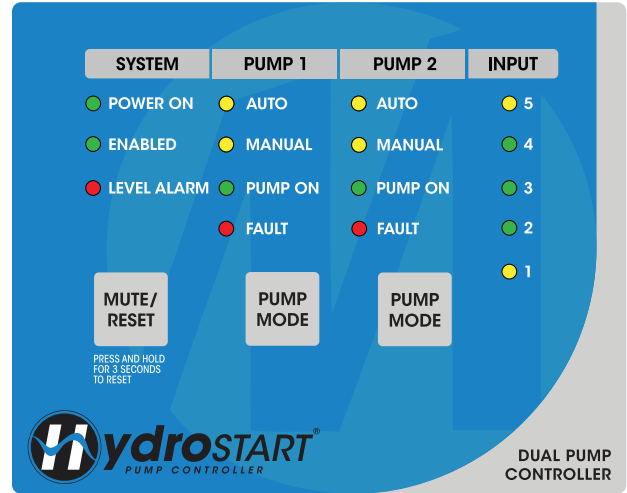 SYSTEM PUMP 1 PUMP 2 INPUT
POWER ON AUTO AUTO 5
ENABLED MANUAL MANUAL 4
LEVEL ALARM PUMP ON PUMP ON 3
FAULT FAULT 2
1
MUTE/
RESET
PUMP
MODE
PUMP
MODE
PRESS AND HOLD
FOR 3 SECONDS
TO RESET
HydroSTART®
PUMP CONTROLLER
DUAL PUMP
CONTROLLER